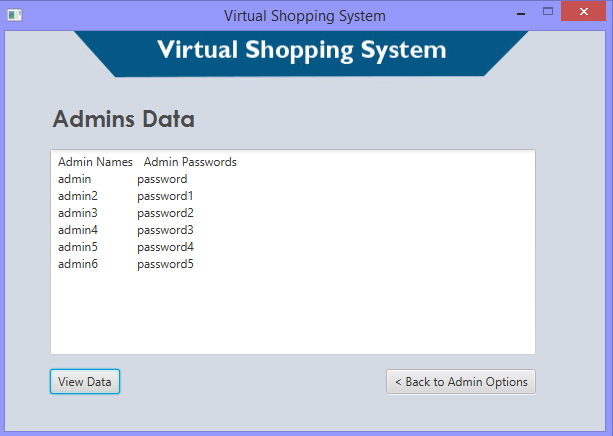 Virtual Shopping System
Virtual Shopping System
Admins Data
Admin Names Admin Passwords
admin password
admin2 password1
admin3 password2
admin4 password3
admin5 password4
admin6 password5
View Data
< Back to Admin Options